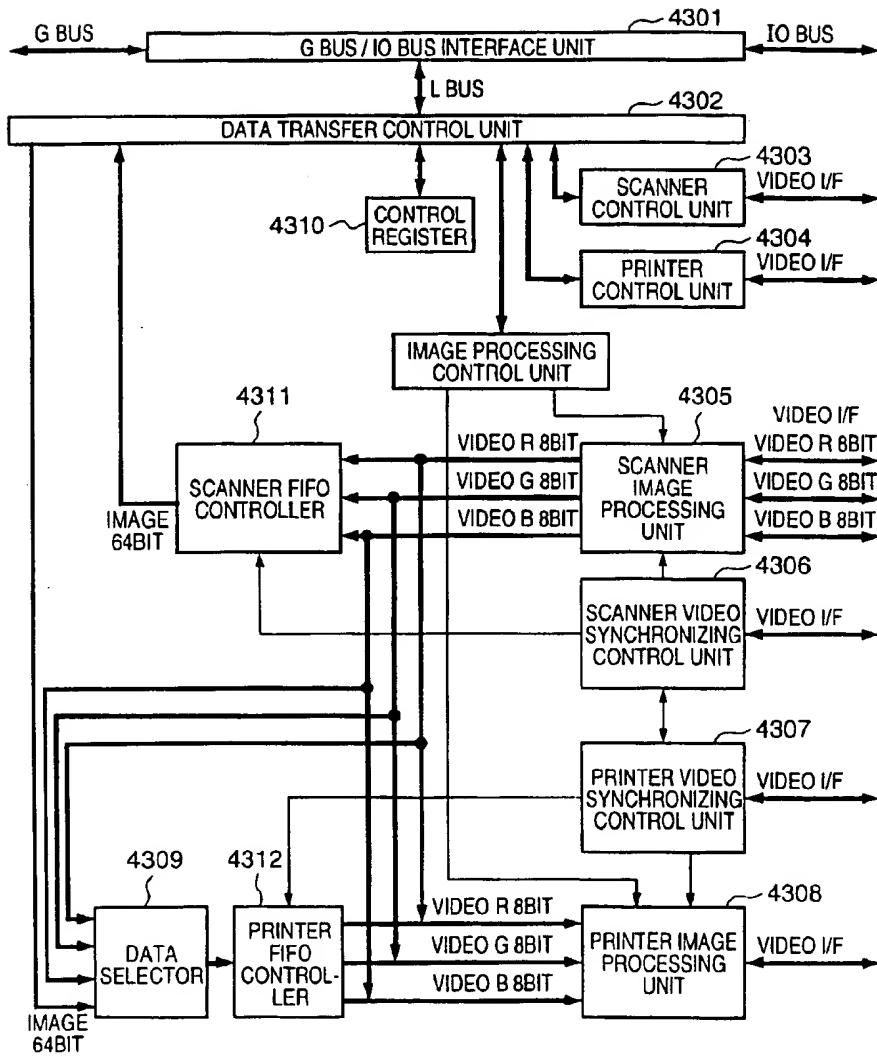 4301
G BUS
G BUS / IO BUS INTERFACE UNIT
IO BUS
L BUS
4302
DATA TRANSFER CONTROL UNIT
4303
SCANNER
CONTROL UNIT
VIDEO I/F
4310
CONTROL
REGISTER
4304
PRINTER
CONTROL UNIT
VIDEO I/F
IMAGE PROCESSING
CONTROL UNIT
4311
SCANNER FIFO
CONTROLLER
IMAGE
64BIT
VIDEO R 8BIT
VIDEO G 8BIT
VIDEO B 8BIT
4305
SCANNER
IMAGE
PROCESSING
UNIT
VIDEO I/F
VIDEO R 8BIT
VIDEO G 8BIT
VIDEO B 8BIT
4306
SCANNER VIDEO
SYNCHRONIZING
CONTROL UNIT
VIDEO I/F
4307
PRINTER VIDEO
SYNCHRONIZING
CONTROL UNIT
VIDEO I/F
4309
DATA
SELECTOR
IMAGE
64BIT
4312
PRINTER
FIFO
CONTROL-
LER
VIDEO R 8BIT
VIDEO G 8BIT
VIDEO B 8BIT
4308
PRINTER IMAGE
PROCESSING
UNIT
VIDEO I/F